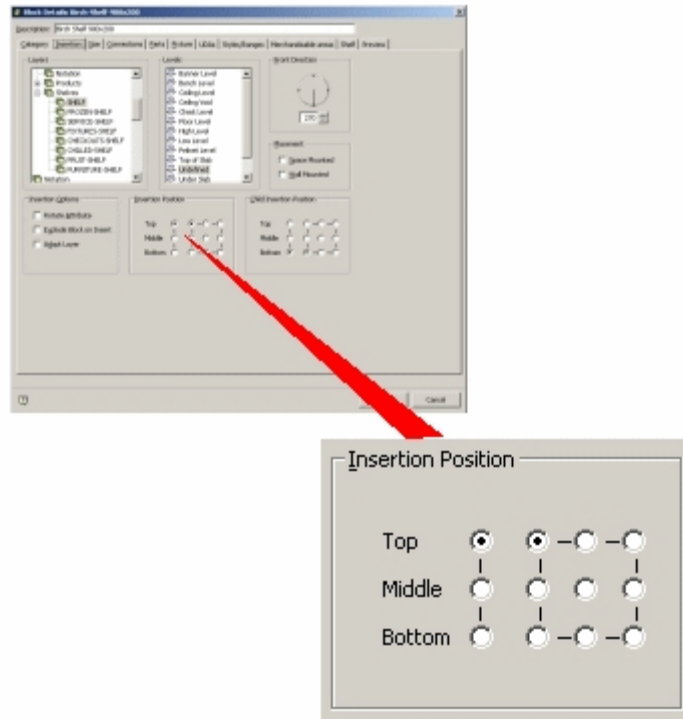 Block Details: Birch Shelf 900x200
Description: Birch Shelf 900x200
Category Insertion Size Connections Parts Picture UDAs Styles/Ranges Merchandisable areas Shelf Preview
Layers
Notation
Products
Shelves
SHELF
FROZEN-SHELF
SERVICE-SHELF
FIXTURES-SHELF
CHECKOUTS-SHELF
CHILLED-SHELF
FRUIT-SHELF
FURNITURE-SHELF
Notation
Levels
Banner Level
Bench Level
Ceiling Level
Ceiling Void
Chest Level
Floor Level
High Level
Low Level
Pelmet Level
Top of Slab
Undefined
Under Slab
Front Direction
270
Placement
Space Mounted
Wall Mounted
Insertion Options
Remote Attribute
Explode Block on Insert
Adopt Layer
Insertion Position
Top
Middle
Bottom
Child Insertion Position
Top
Middle
Bottom
Cancel
Insertion Position
Top
Middle
Bottom